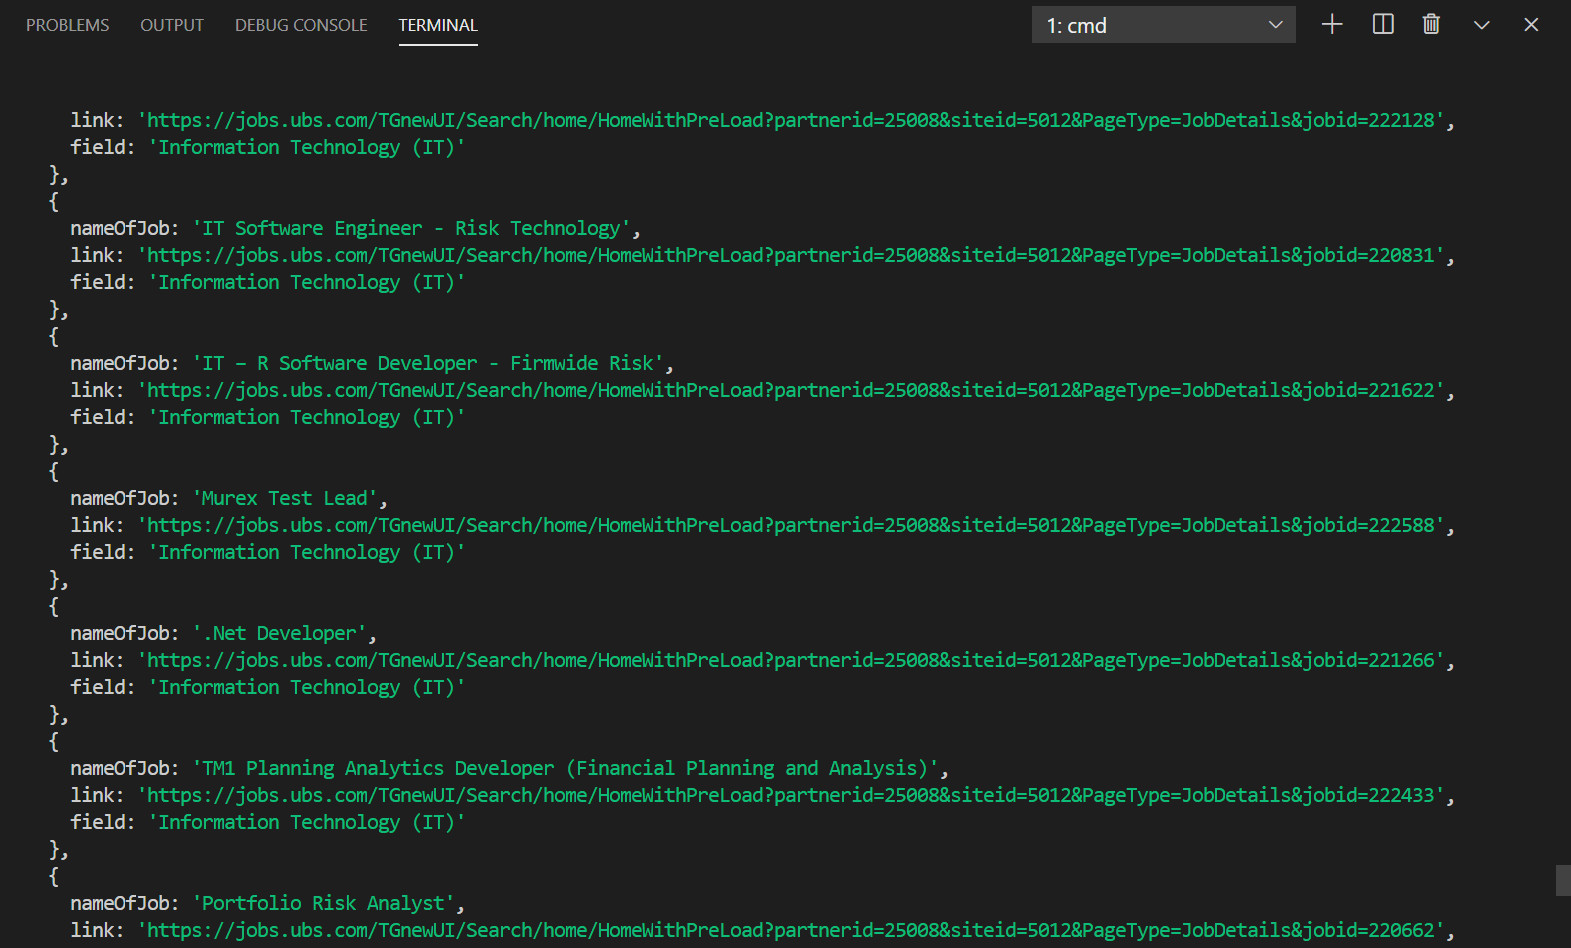 PROBLEMS OUTPUT DEBUG CONSOLE TERMINAL 1: cmd
link: 'https://jobs.ubs.com/TGnewUI/Search/home/HomeWithPreLoad?partnerid=25008&siteid=5012&PageType=JobDetails&jobid=222128',
field: 'Information Technology (IT)'
},
{
nameOfJob: 'IT Software Engineer - Risk Technology',
link: 'https://jobs.ubs.com/TGnewUI/Search/home/HomeWithPreLoad?partnerid=25008&siteid=5012&PageType=JobDetails&jobid=220831',
field: 'Information Technology (IT)'
},
{
nameOfJob: 'IT – R Software Developer - Firmwide Risk',
link: 'https://jobs.ubs.com/TGnewUI/Search/home/HomeWithPreLoad?partnerid=25008&siteid=5012&PageType=JobDetails&jobid=221622',
field: 'Information Technology (IT)'
},
{
nameOfJob: 'Murex Test Lead',
link: 'https://jobs.ubs.com/TGnewUI/Search/home/HomeWithPreLoad?partnerid=25008&siteid=5012&PageType=JobDetails&jobid=222588',
field: 'Information Technology (IT)'
},
{
nameOfJob: '.Net Developer',
link: 'https://jobs.ubs.com/TGnewUI/Search/home/HomeWithPreLoad?partnerid=25008&siteid=5012&PageType=JobDetails&jobid=221266',
field: 'Information Technology (IT)'
},
{
nameOfJob: 'TM1 Planning Analytics Developer (Financial Planning and Analysis)',
link: 'https://jobs.ubs.com/TGnewUI/Search/home/HomeWithPreLoad?partnerid=25008&siteid=5012&PageType=JobDetails&jobid=222433',
field: 'Information Technology (IT)'
},
{
nameOfJob: 'Portfolio Risk Analyst',
link: 'https://jobs.ubs.com/TGnewUI/Search/home/HomeWithPreLoad?partnerid=25008&siteid=5012&PageType=JobDetails&jobid=220662',